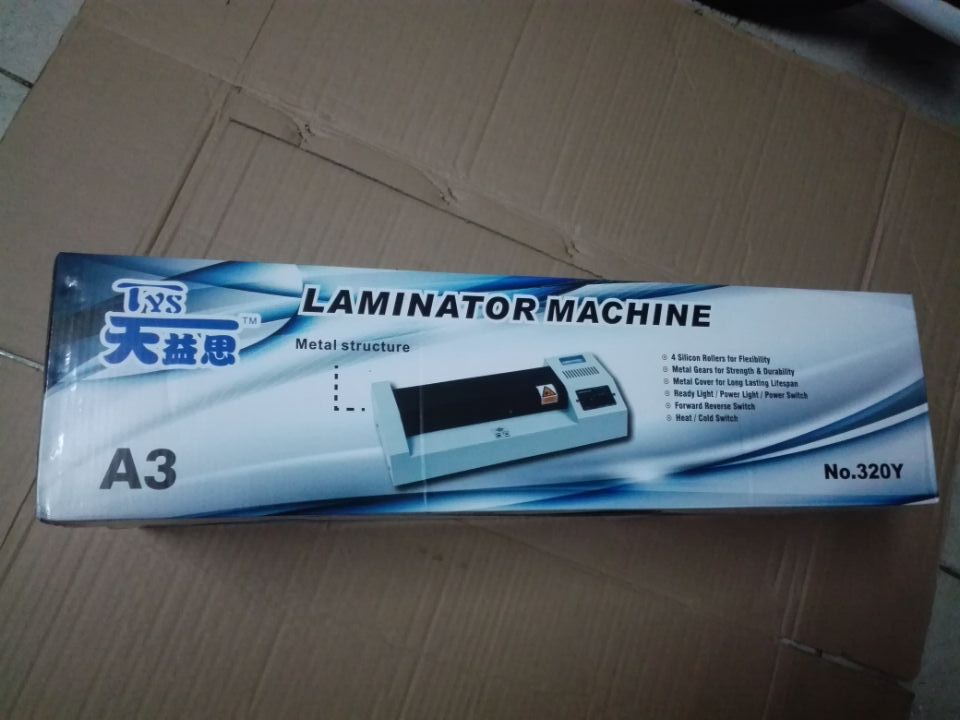 TYS
天益思 TM
LAMINATOR MACHINE
Metal structure
4 Silicon Rollers for Flexibility
Metal Gears for Strength & Durability
Metal Cover for Long Lasting Lifespan
Ready Light / Power Light / Power Switch
Forward Reverse Switch
Heat / Cold Switch
A3
No.320Y